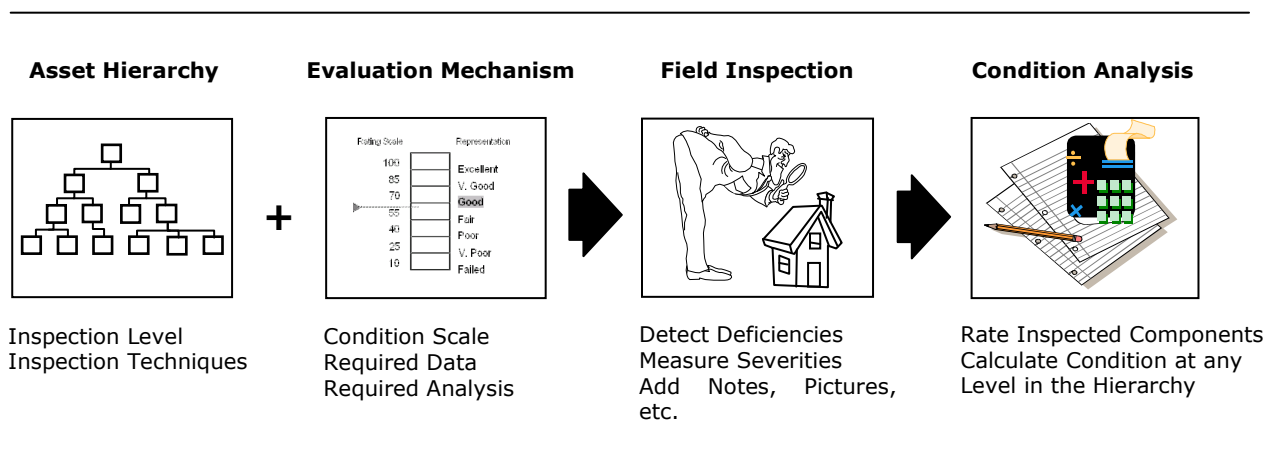 Asset Hierarchy
Evaluation Mechanism
Field Inspection
Condition Analysis
Rating Scale
Representation
100
Excellent
85
V. Good
70
Good
55
Fair
40
Poor
25
V. Poor
10
Failed
+
Inspection Level
Inspection Techniques
Condition Scale
Required Data
Required Analysis
Detect Deficiencies
Measure Severities
Add Notes, Pictures,
etc.
Rate Inspected Components
Calculate Condition at any
Level in the Hierarchy